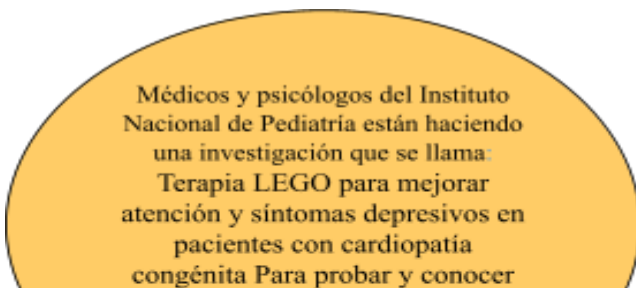 Médicos y psicólogos del Instituto
Nacional de Pediatría están haciendo
una investigación que se llama:
Terapia LEGO para mejorar
atención y síntomas depresivos en
pacientes con cardiopatía
congénita Para probar y conocer